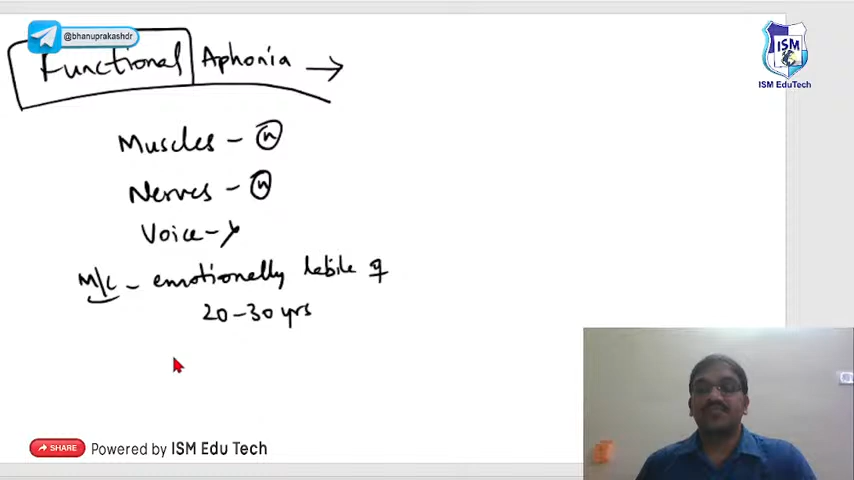 @bhanuprakashdr
Functional Aphonia →
ISM
ISM EduTech
Muscles - (n)
Nerves - (n)
Voice - x
M/C - emotionally labile ♀
20-30 yrs
SHARE Powered by ISM Edu Tech